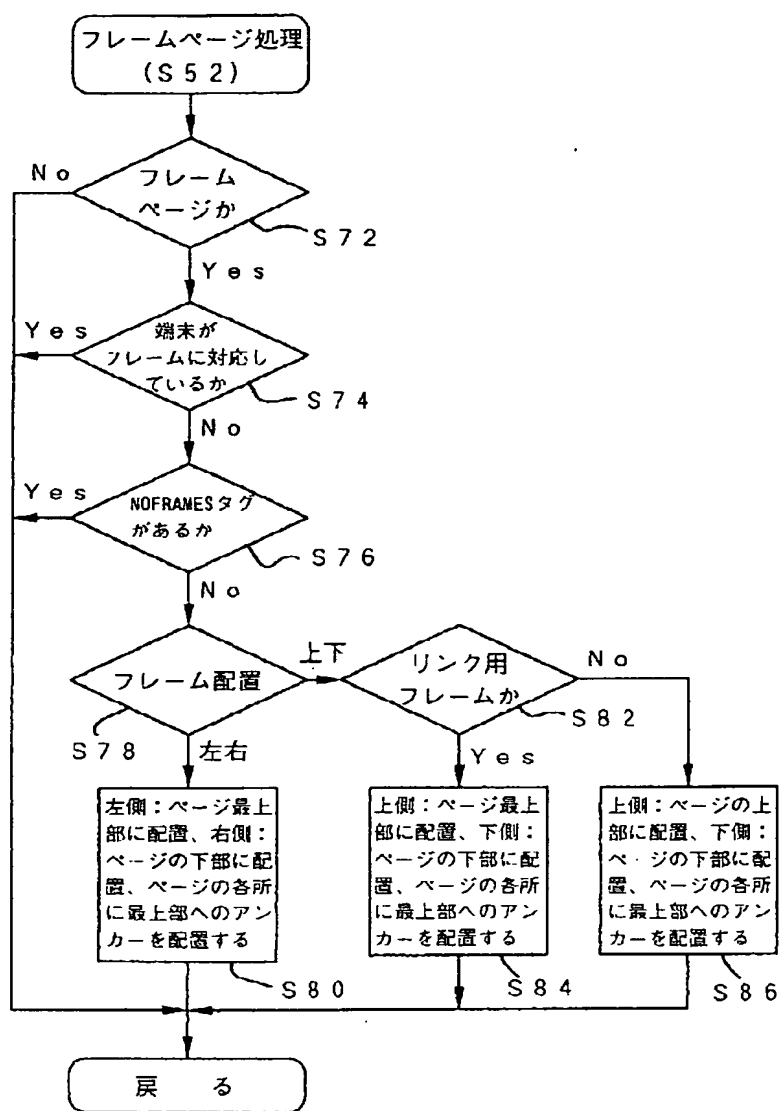 フレームページ処理
(S52)
No
フレーム
ページか
S72
Yes
Yes
端末が
フレームに対応し
ているか
S74
No
Yes
NOFRAMESタグ
があるか
S76
No
フレーム配置
上下
リンク用
フレームか
No
S82
S78
左右
Yes
左側：ページ最上
部に配置、右側：
ページの下部に配
置、ページの各所
に最上部へのアン
カーを配置する
上側：ページ最上
部に配置、下側：
ページの下部に配
置、ページの各所
に最上部へのアン
カーを配置する
上側：ページの上
部に配置、下側：
ページの下部に配
置、ページの各所
に最上部へのアン
カーを配置する
S80
S84
S86
戻る